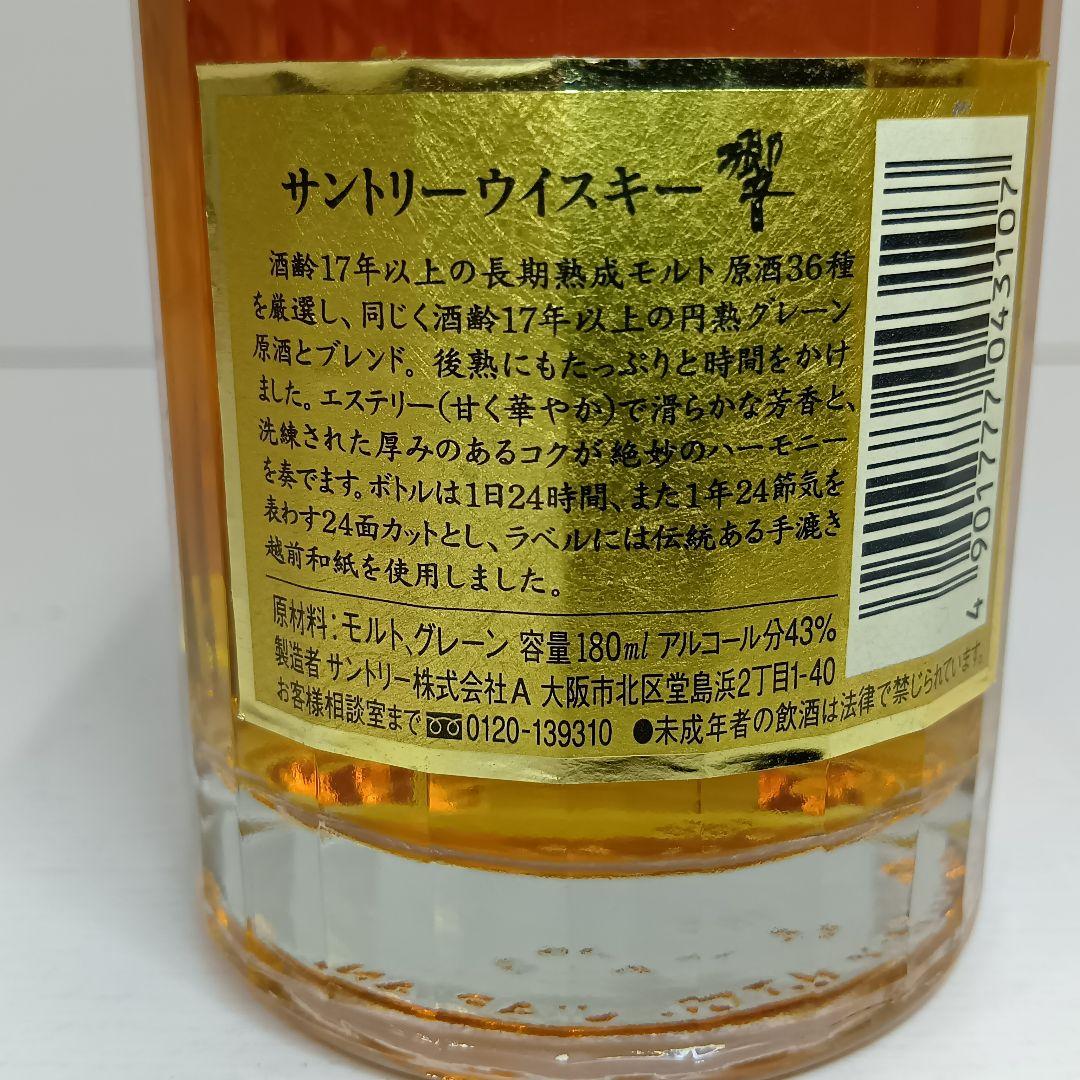 サントリーウイスキー 響
酒齢17年以上の長期熟成モルト原酒36種
を厳選し、同じく酒齢17年以上の円熟グレーン
原酒とブレンド。後熟にもたっぷりと時間をかけ
ました。エステリー(甘く華やか)で滑らかな芳香と、
洗練された厚みのあるコクが絶妙のハーモニー
を奏でます。ボトルは1日24時間、また1年24節気を
表わす24面カットとし、ラベルには伝統ある手漉き
越前和紙を使用しました。
原材料:モルト、グレーン 容量180ml アルコール分43%
製造者 サントリー株式会社A 大阪市北区堂島浜2丁目1-40
お客様相談室まで 0120-139310 ●未成年者の飲酒は法律で禁じられています。
4 901777 043107